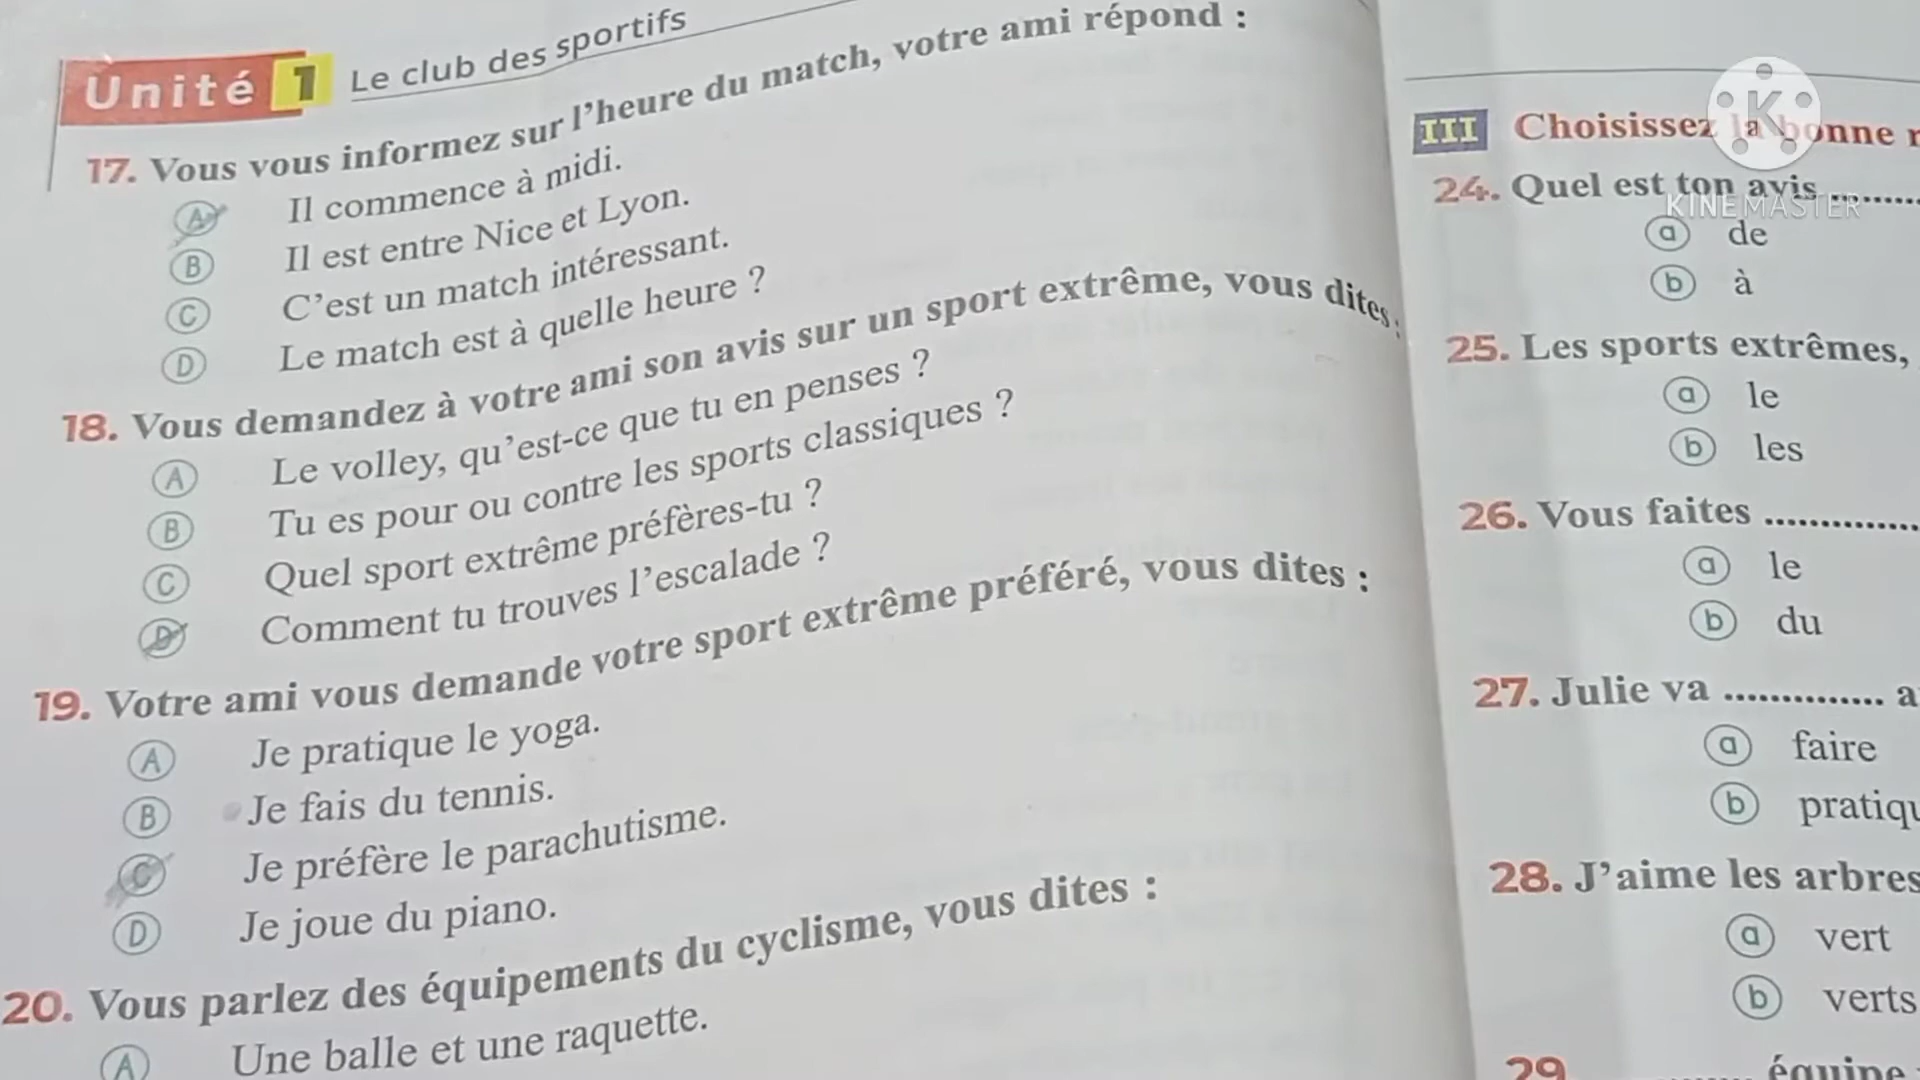 Unité 1 Le club des sportifs
17. Vous vous informez sur l'heure du match, votre ami répond :
A Il commence à midi.
B Il est entre Nice et Lyon.
C C'est un match intéressant.
D Le match est à quelle heure ?
18. Vous demandez à votre ami son avis sur un sport extrême, vous dites :
A Le volley, qu'est-ce que tu en penses ?
B Tu es pour ou contre les sports classiques ?
C Quel sport extrême préfères-tu ?
D Comment tu trouves l'escalade ?
19. Votre ami vous demande votre sport extrême préféré, vous dites :
A Je pratique le yoga.
B Je fais du tennis.
C Je préfère le parachutisme.
D Je joue du piano.
20. Vous parlez des équipements du cyclisme, vous dites :
A Une balle et une raquette.
III Choisissez la bonne
24. Quel est ton avis ........
a de
b à
25. Les sports extrêmes,
a le
b les
26. Vous faites ..............
a le
b du
27. Julie va ..............
a faire
b
28. J'aime les arbres
a vert
b verts
29 ........ équipe
K
KINEMASTER